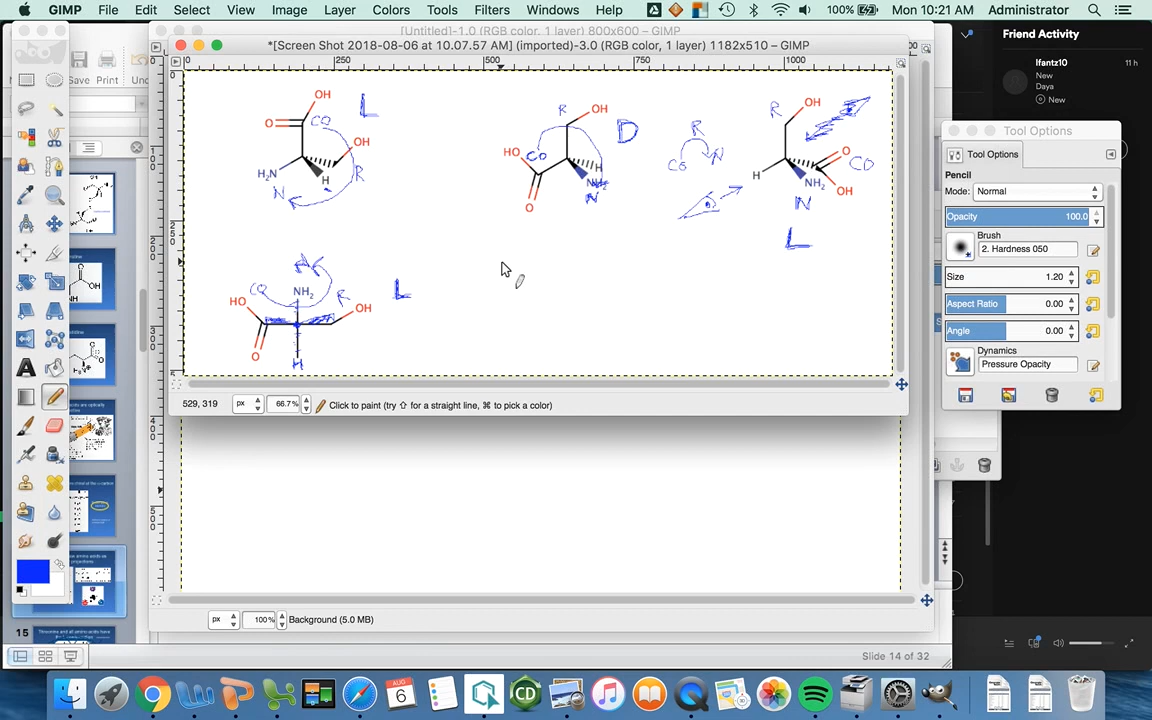 GIMP File Edit Select View Image Layer Colors Tools Filters Windows Help 100% Mon 10:21 AM Administrator
[Untitled]-1.0 (RGB color, 1 layer) 800x600 – GIMP
*[Screen Shot 2018-08-06 at 10.07.57 AM] (imported)-3.0 (RGB color, 1 layer) 1182x510 – GIMP
Save Print Undo
0 250 500 750 1000
OH L
O CO
OH
H₂N R
H
N
R OH
D
HO CO
H
NH₂
O N
R
CO N
R OH
O CO
H
NH₂
OH
N
L
NH₂
CO R
HO OH
L
O
H
529, 319 px 66.7% Click to paint (try ⇧ for a straight line, ⌘ to pick a color)
px 100% Background (5.0 MB)
15
Slide 14 of 32
Friend Activity
lfantz10 11 h
New
Daya
New
Tool Options
Tool Options
Pencil
Mode: Normal
Opacity 100.0
Brush
2. Hardness 050
Size 1.20
Aspect Ratio 0.00
Angle 0.00
Dynamics
Pressure Opacity
AUG
6
CD